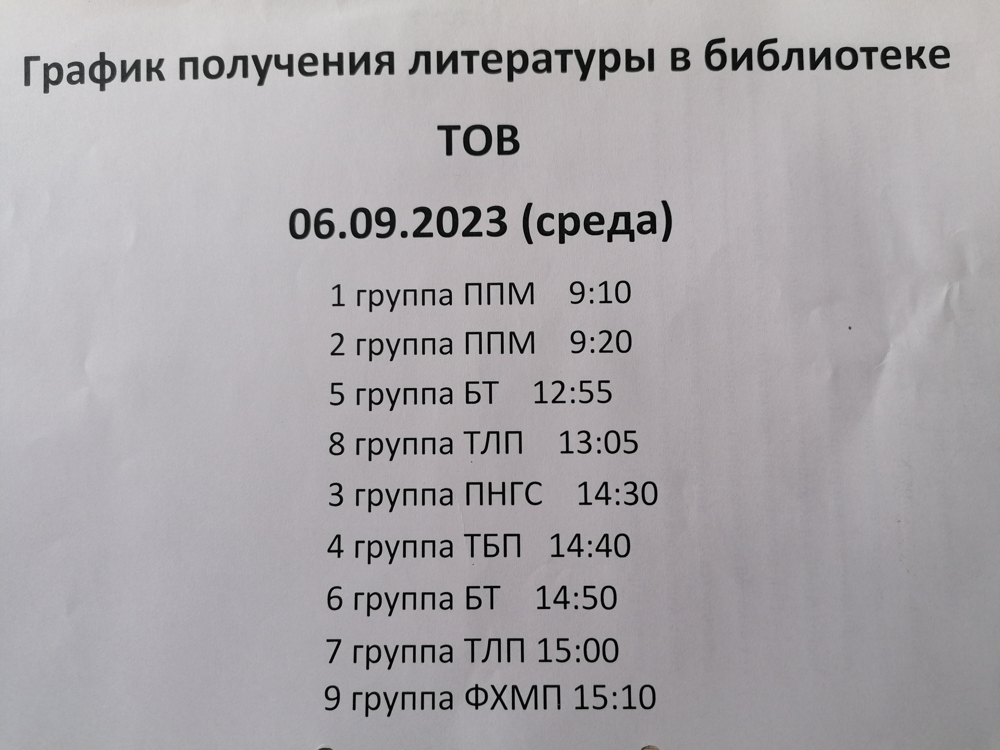 График получения литературы в библиотеке
ТОВ
06.09.2023 (среда)
1 группа ППМ 9:10
2 группа ППМ 9:20
5 группа БТ 12:55
8 группа ТЛП 13:05
3 группа ПНГС 14:30
4 группа ТБП 14:40
6 группа БТ 14:50
7 группа ТЛП 15:00
9 группа ФХМП 15:10